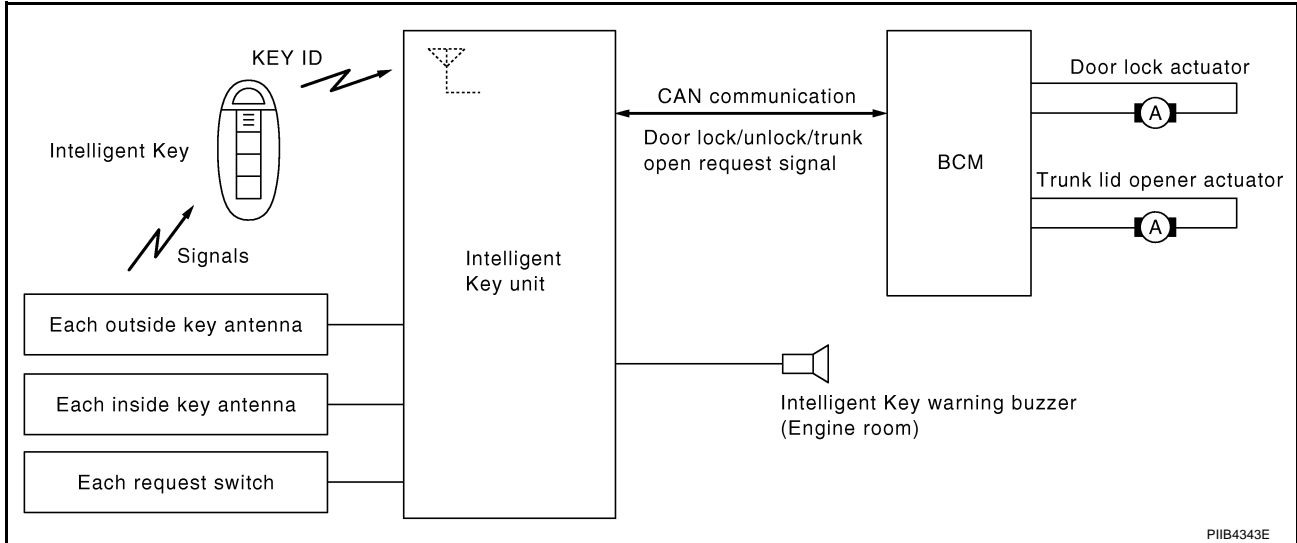 KEY ID
Intelligent Key
Signals
Each outside key antenna
Each inside key antenna
Each request switch
Intelligent
Key unit
CAN communication
Door lock/unlock/trunk
open request signal
BCM
Door lock actuator
A
Trunk lid opener actuator
A
Intelligent Key warning buzzer
(Engine room)
PIIB4343E